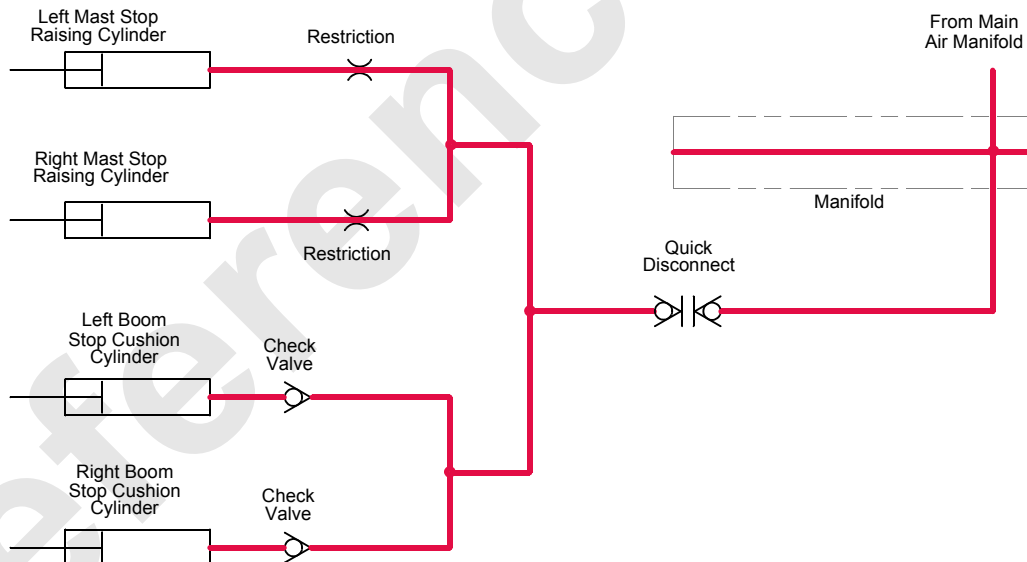 Left Mast Stop
Raising Cylinder
Restriction
From Main
Air Manifold
Right Mast Stop
Raising Cylinder
Restriction
Manifold
Quick
Disconnect
Left Boom
Stop Cushion
Cylinder
Check
Valve
Right Boom
Stop Cushion
Cylinder
Check
Valve
eferenc